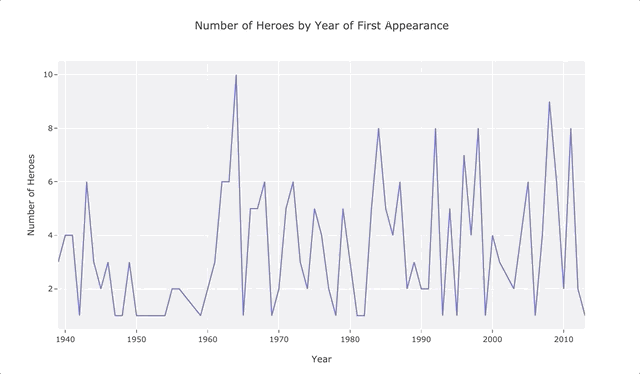 Number of Heroes by Year of First Appearance
10
8
6
4
2
Number of Heroes
1940 1950 1960 1970 1980 1990 2000 2010
Year